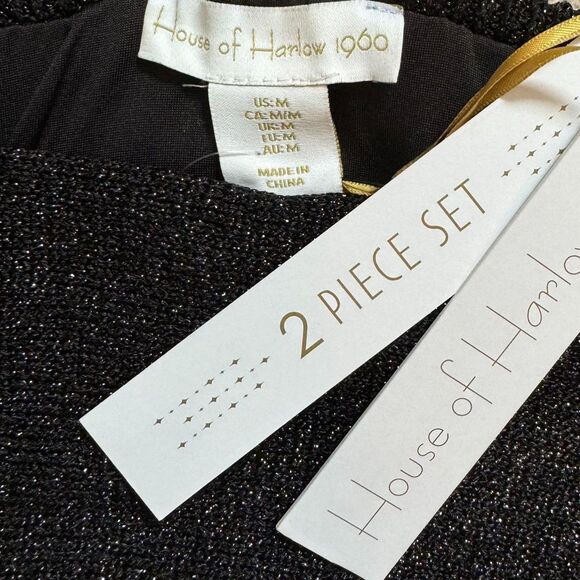 House of Harlow 1960
US:M
CA:M/M
UK:M
EU:M
AU:M
MADE IN
CHINA
2 PIECE SET
House of Harlow